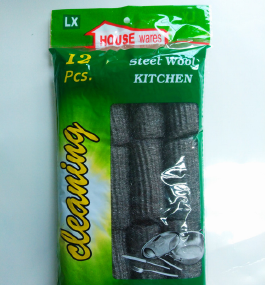 LX
HOUSE wares
12
Pcs.
Steel Wool
KITCHEN
cleaning